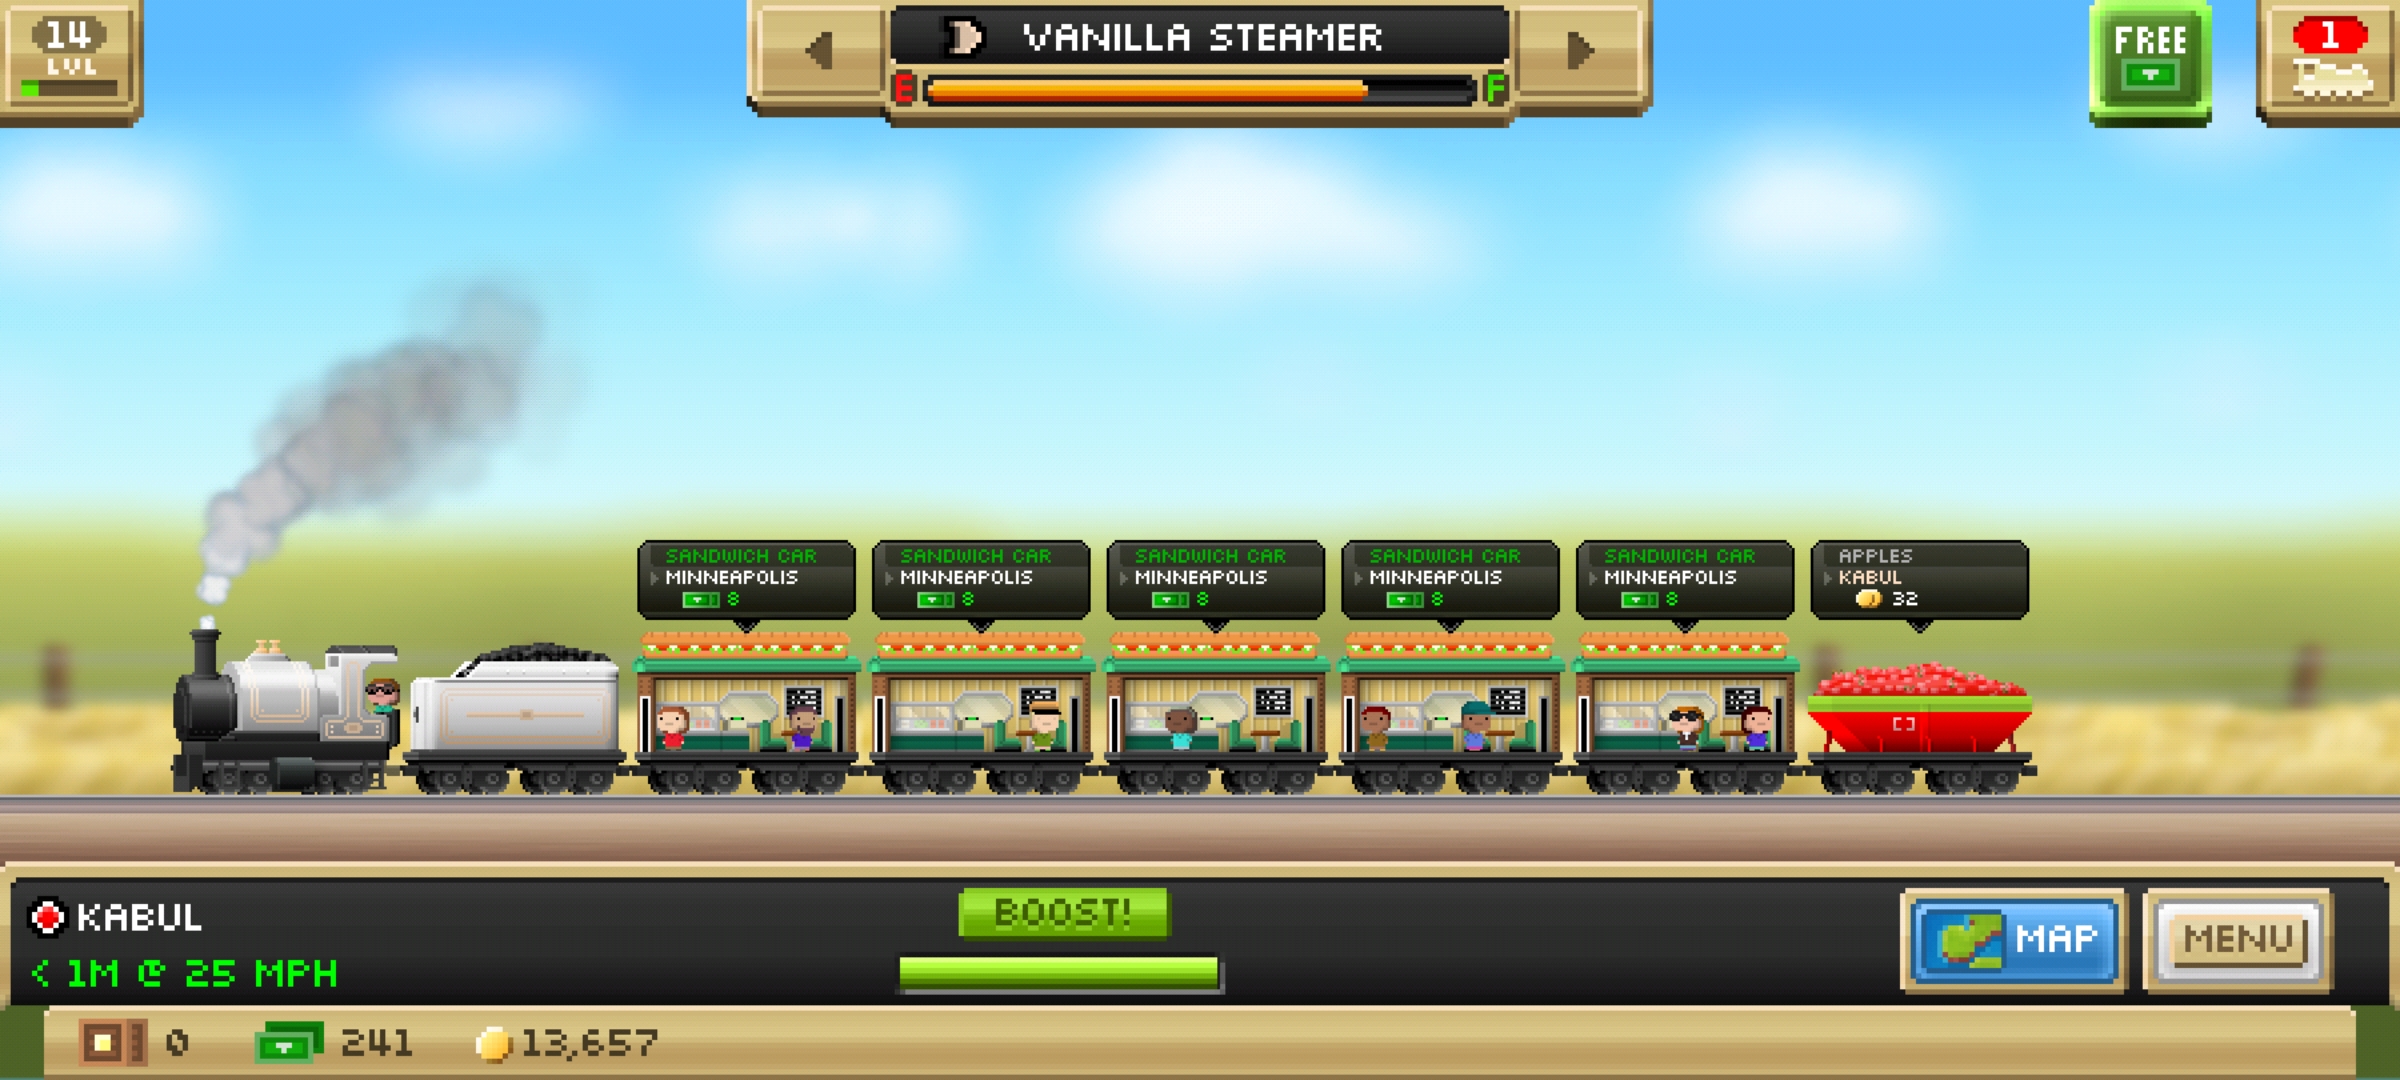 14
LVL
VANILLA STEAMER
E F
FREE
1
SANDWICH CAR
MINNEAPOLIS
8
SANDWICH CAR
MINNEAPOLIS
8
SANDWICH CAR
MINNEAPOLIS
8
SANDWICH CAR
MINNEAPOLIS
8
SANDWICH CAR
MINNEAPOLIS
8
APPLES
KABUL
32
KABUL
< 1M @ 25 MPH
BOOST!
MAP
MENU
0
241
13,657